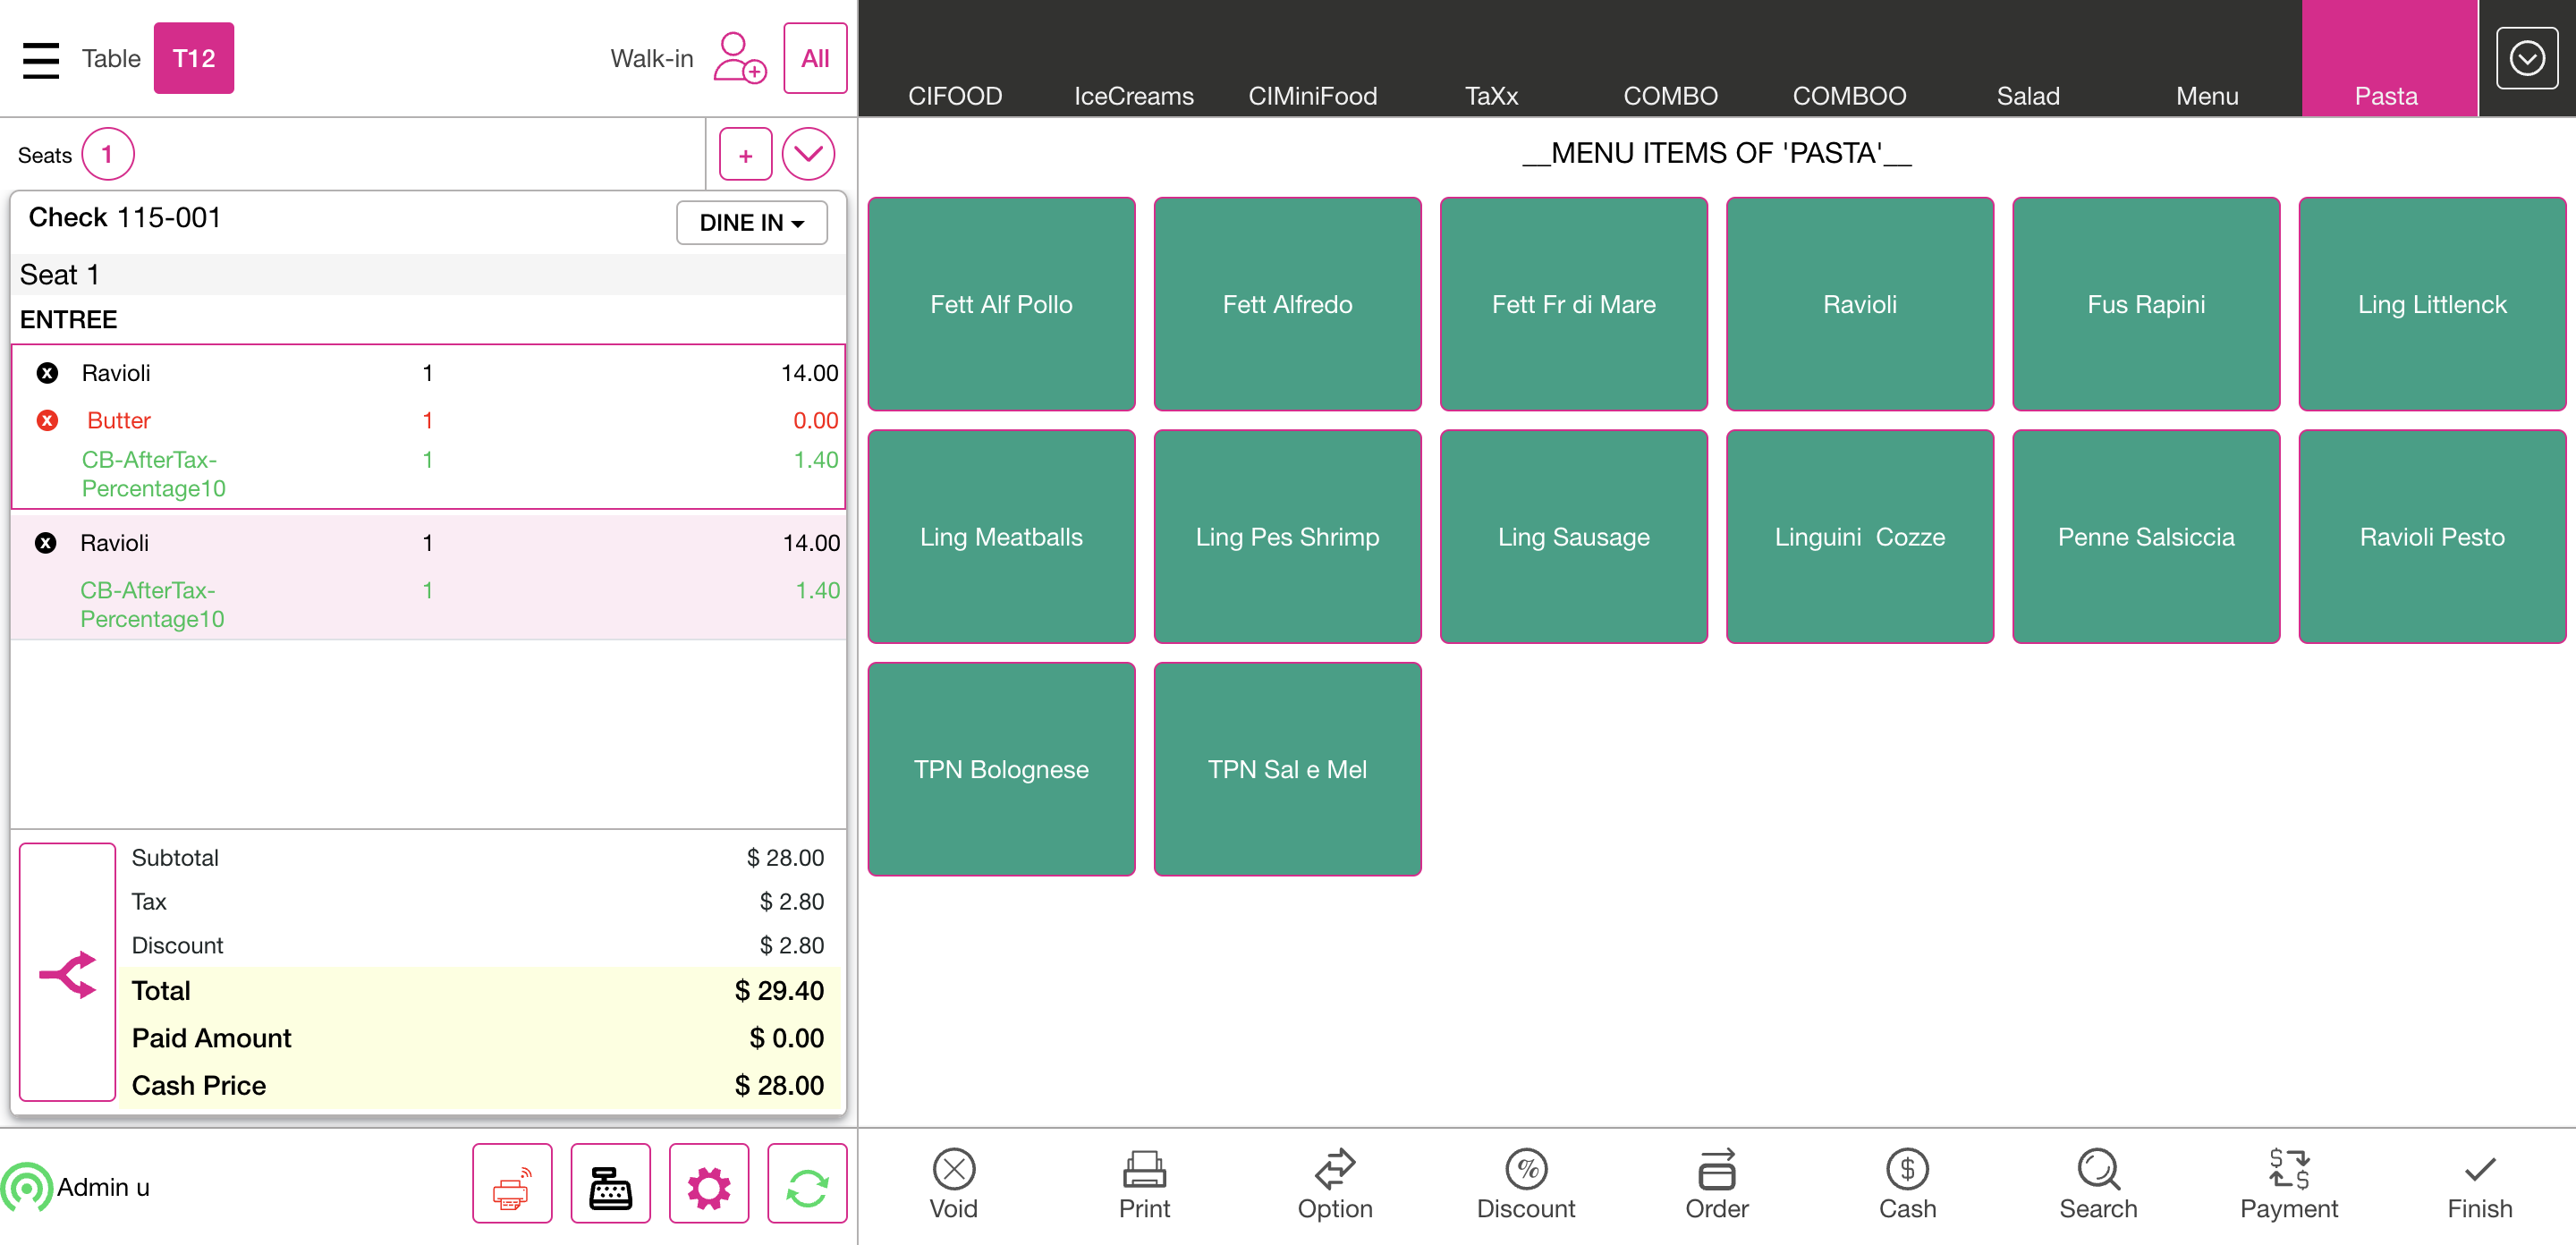 Table T12 Walk-in All
CIFOOD IceCreams CIMiniFood TaXx COMBO COMBOO Salad Menu Pasta
Seats 1 +
Check 115-001
DINE IN
Seat 1
ENTREE
x Ravioli 1 14.00
x Butter 1 0.00
CB-AfterTax- 1 1.40
Percentage10
x Ravioli 1 14.00
CB-AfterTax- 1 1.40
Percentage10
Subtotal $ 28.00
Tax $ 2.80
Discount $ 2.80
Total $ 29.40
Paid Amount $ 0.00
Cash Price $ 28.00
Admin u
__MENU ITEMS OF 'PASTA'__
Fett Alf Pollo
Fett Alfredo
Fett Fr di Mare
Ravioli
Fus Rapini
Ling Littlenck
Ling Meatballs
Ling Pes Shrimp
Ling Sausage
Linguini  Cozze
Penne Salsiccia
Ravioli Pesto
TPN Bolognese
TPN Sal e Mel
Void
Print
Option
% Discount
Order
$ Cash
Search
$ $ Payment
Finish